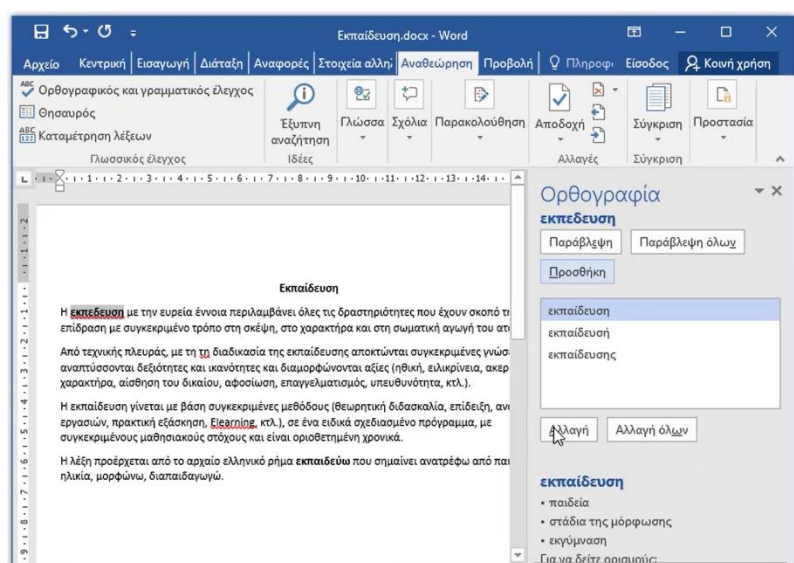 Εκπαίδευση.docx - Word
Αρχείο Κεντρική Εισαγωγή Διάταξη Αναφορές Στοιχεία αλλη Αναθεώρηση Προβολή Πληροφι Είσοδος Κοινή χρήση
Ορθογραφικός και γραμματικός έλεγχος
Θησαυρός
Καταμέτρηση λέξεων
Έξυπνη αναζήτηση
Γλώσσα Σχόλια Παρακολούθηση Αποδοχή Σύγκριση Προστασία
Γλωσσικός έλεγχος Ιδέες Αλλαγές Σύγκριση
Εκπαίδευση
Η εκπεδευση με την ευρεία έννοια περιλαμβάνει όλες τις δραστηριότητες που έχουν σκοπό τη
επίδραση με συγκεκριμένο τρόπο στη σκέψη, στο χαρακτήρα και στη σωματική αγωγή του ατ
Από τεχνικής πλευράς, με τη τη διαδικασία της εκπαίδευσης αποκτώνται συγκεκριμένες γνώσ
αναπτύσσονται δεξιότητες και ικανότητες και διαμορφώνονται αξίες (ηθική, ειλικρίνεια, ακερ
χαρακτήρα, αίσθηση του δικαίου, αφοσίωση, επαγγελματισμός, υπευθυνότητα, κτλ.).
Η εκπαίδευση γίνεται με βάση συγκεκριμένες μεθόδους (θεωρητική διδασκαλία, επίδειξη, αν
εργασιών, πρακτική εξάσκηση, Elearning, κτλ.), σε ένα ειδικά σχεδιασμένο πρόγραμμα, με
συγκεκριμένους μαθησιακούς στόχους και είναι οριοθετημένη χρονικά.
Η λέξη προέρχεται από το αρχαίο ελληνικό ρήμα εκπαιδεύω που σημαίνει ανατρέφω από παι
ηλικία, μορφώνω, διαπαιδαγωγώ.
Ορθογραφία
εκπεδευση
Παράβλεψη Παράβλεψη όλων
Προσθήκη
εκπαίδευση
εκπαίδευσή
εκπαίδευσης
Αλλαγή Αλλαγή όλων
εκπαίδευση
• παιδεία
• στάδια της μόρφωσης
• εκγύμναση
Για να δείτε ορισμούς: